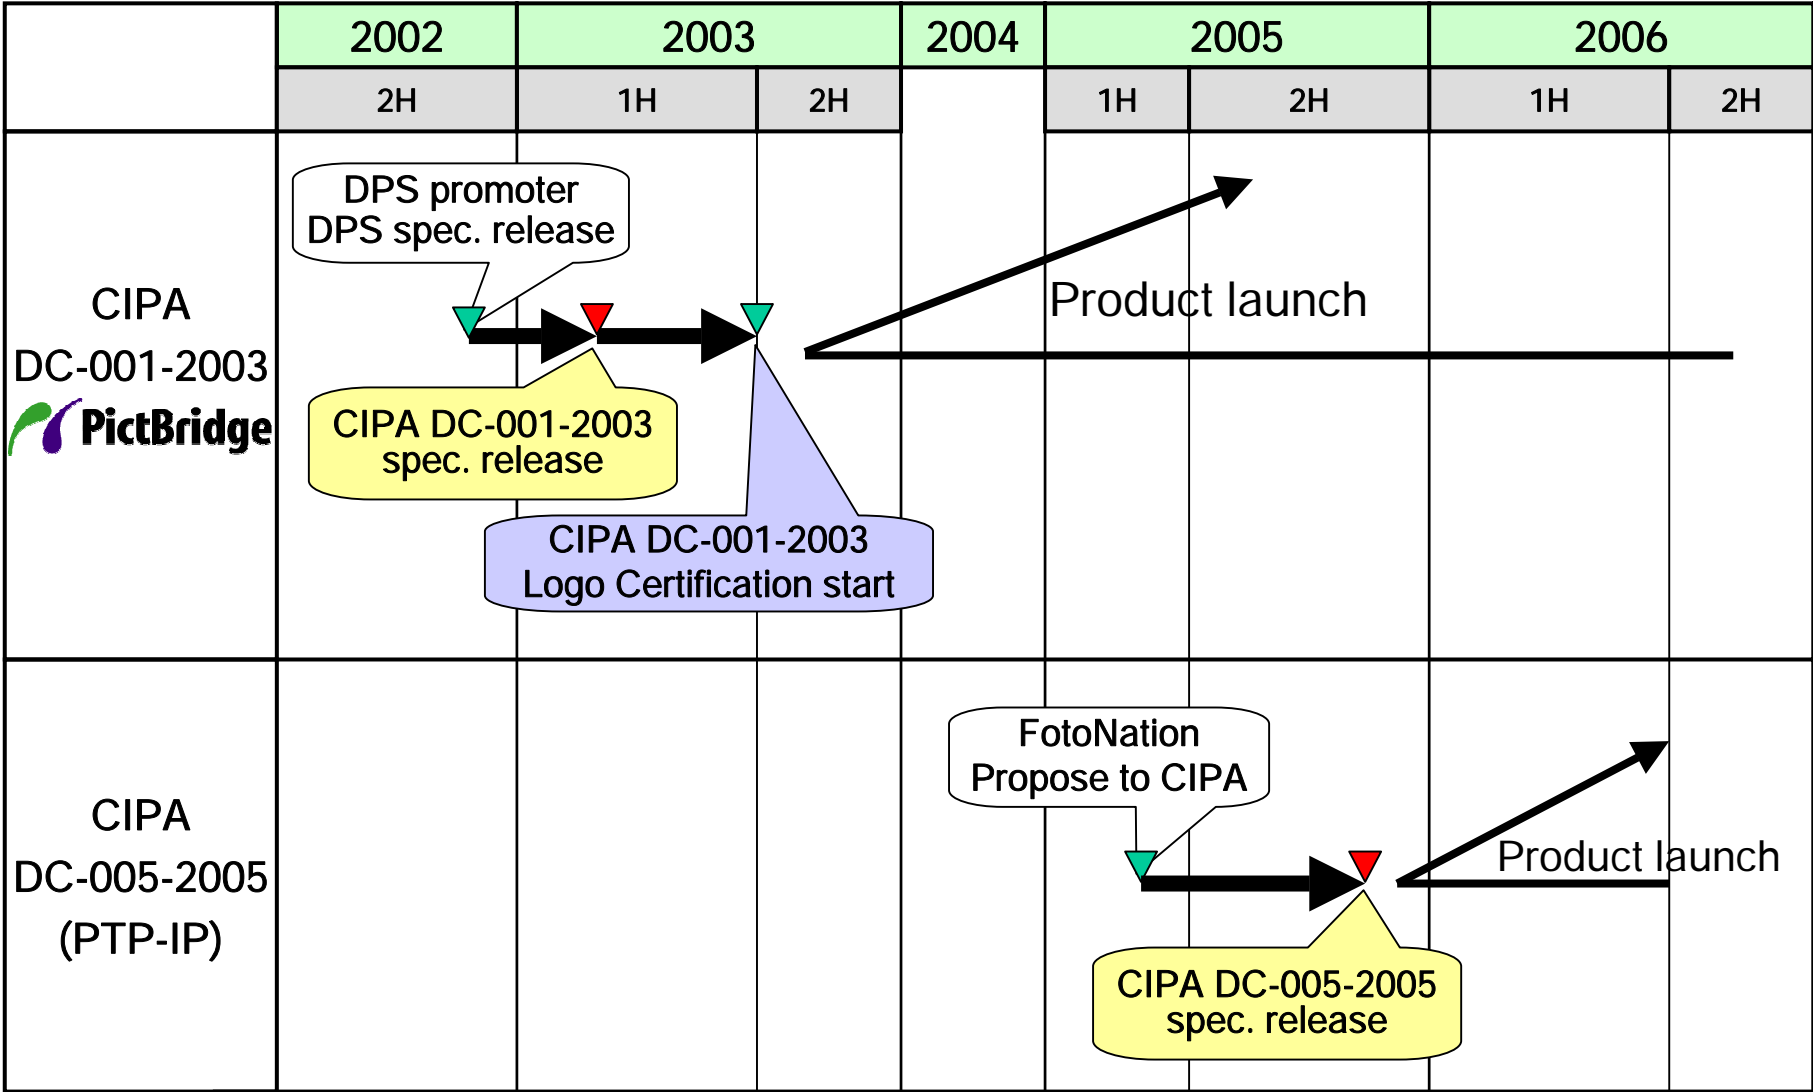 2002
2003
2004
2005
2006
2H
1H
2H
1H
2H
1H
2H
CIPA
DC-001-2003
PictBridge
DPS promoter
DPS spec. release
CIPA DC-001-2003
spec. release
CIPA DC-001-2003
Logo Certification start
Product launch
CIPA
DC-005-2005
(PTP-IP)
FotoNation
Propose to CIPA
CIPA DC-005-2005
spec. release
Product launch